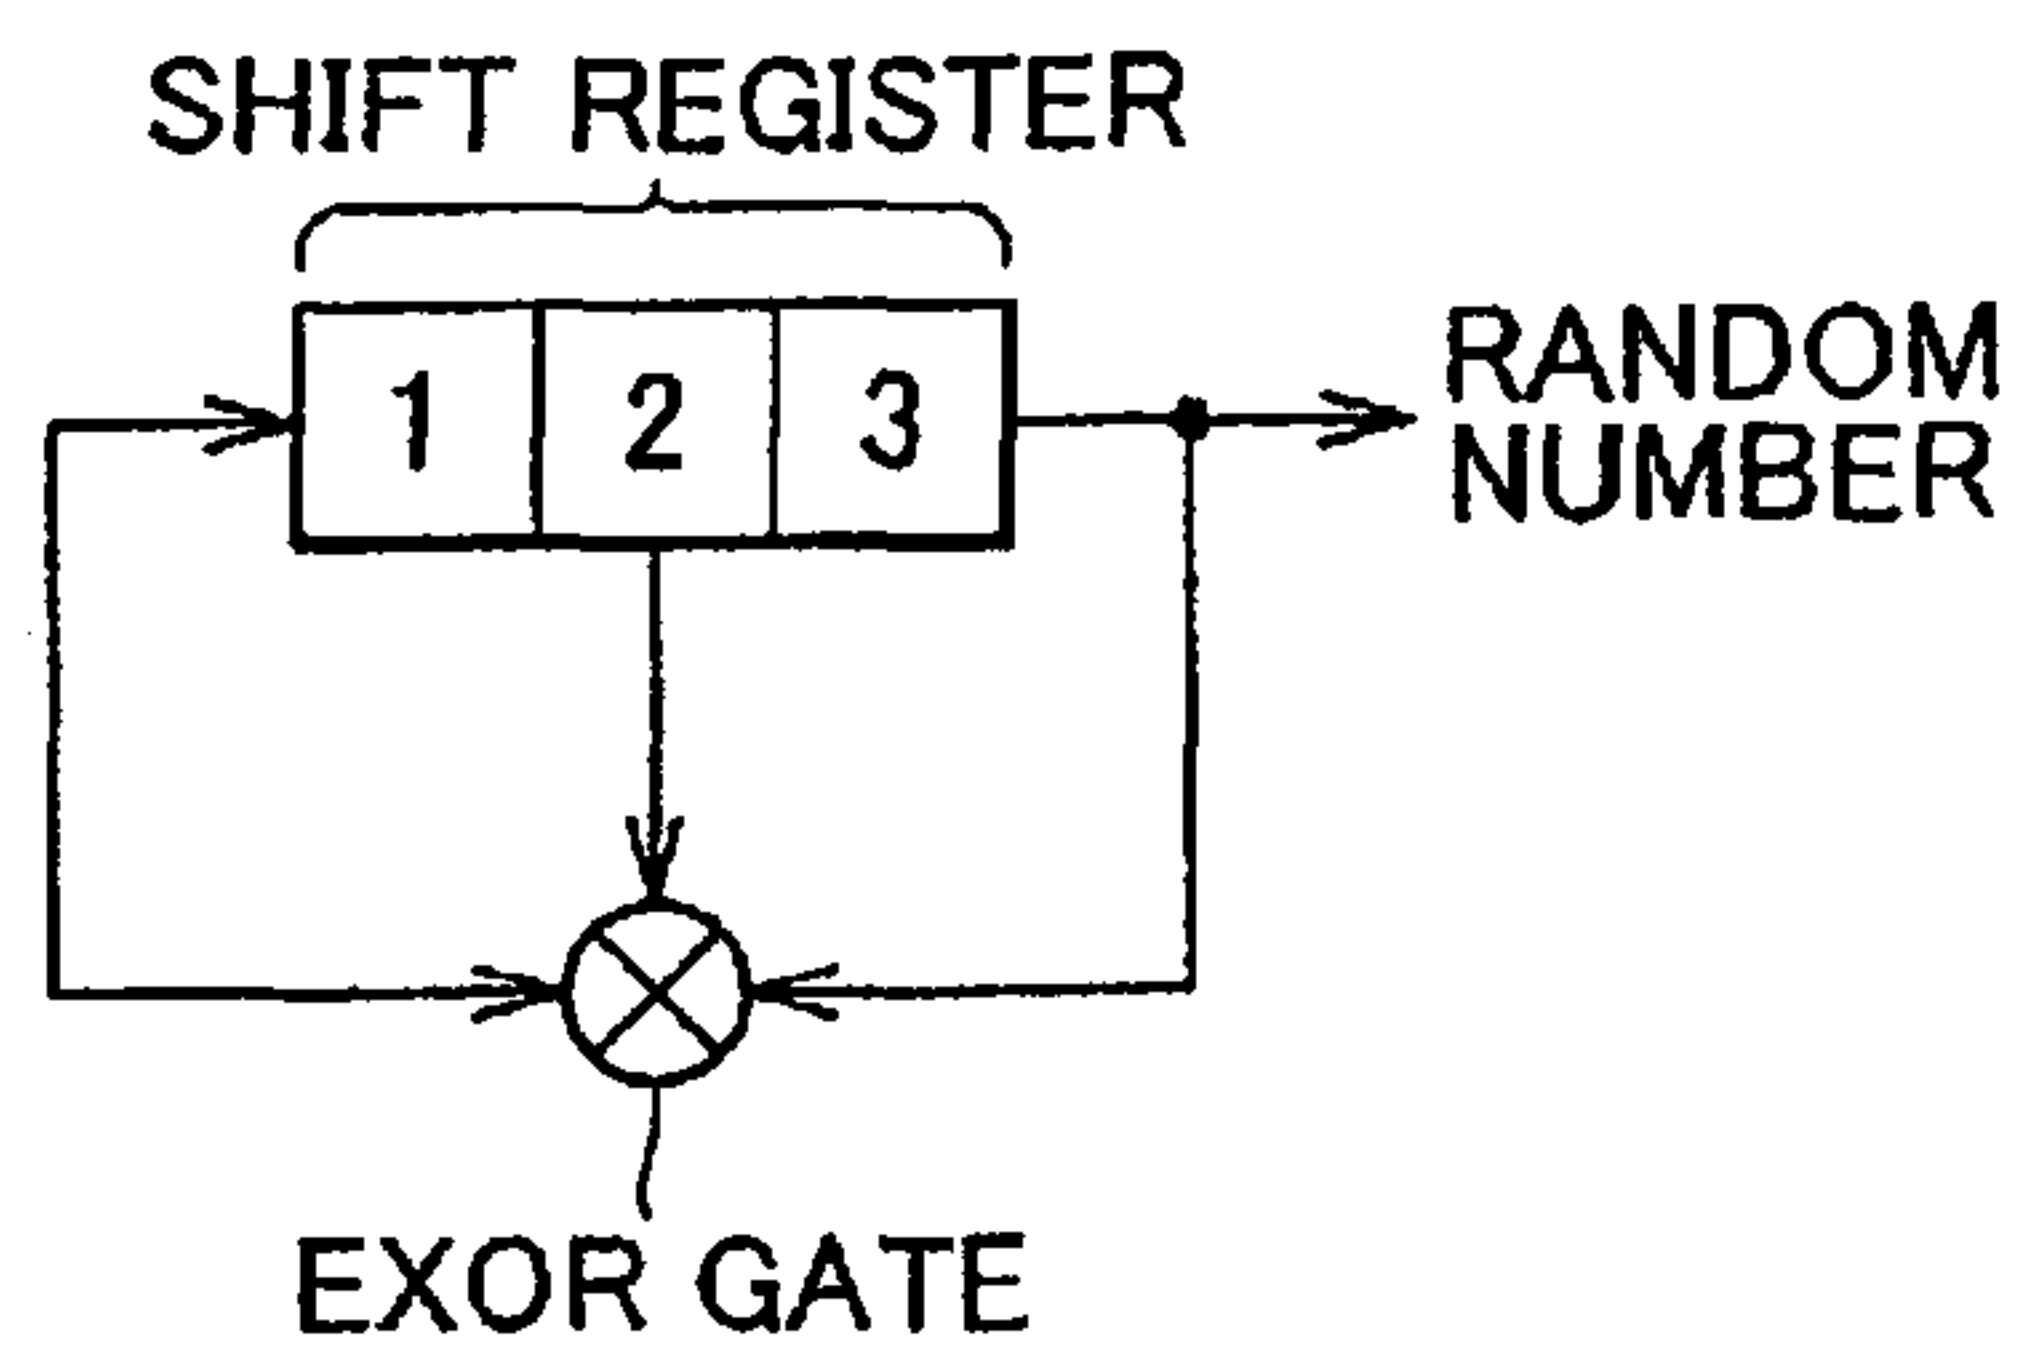 SHIFT REGISTER
1 2 3
RANDOM
NUMBER
EXOR GATE